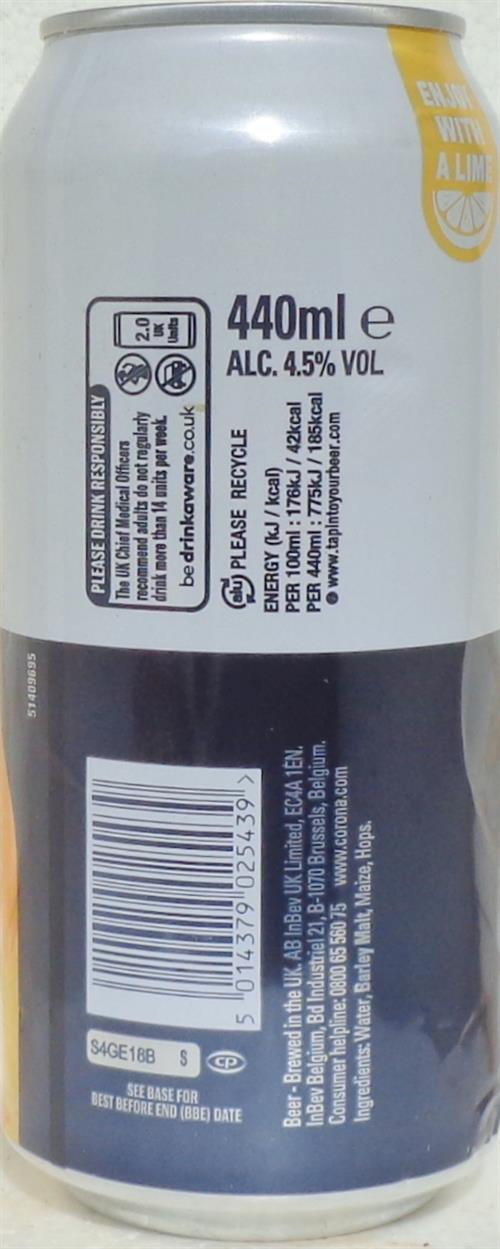 ENJOY
WITH
A LIME
440ml e
ALC. 4.5% VOL
PLEASE DRINK RESPONSIBLY
The UK Chief Medical Officers
recommend adults do not regularly
drink more than 14 units per week.
be drinkaware.co.uk
2.0
UK
Units
alu PLEASE RECYCLE
ENERGY (kJ / kcal)
PER 100ml : 176kJ / 42kcal
PER 440ml : 775kJ / 185kcal
www.tapintoyourbeer.com
51409695
5 014379 025439 >
S4GE18B S
SEE BASE FOR
BEST BEFORE END (BBE) DATE
Beer - Brewed in the UK. AB InBev UK Limited, EC4A 1EN.
InBev Belgium, Bd Industriel 21, B-1070 Brussels, Belgium.
Consumer helpline: 0800 65 560 75 www.corona.com
Ingredients: Water, Barley Malt, Maize, Hops.